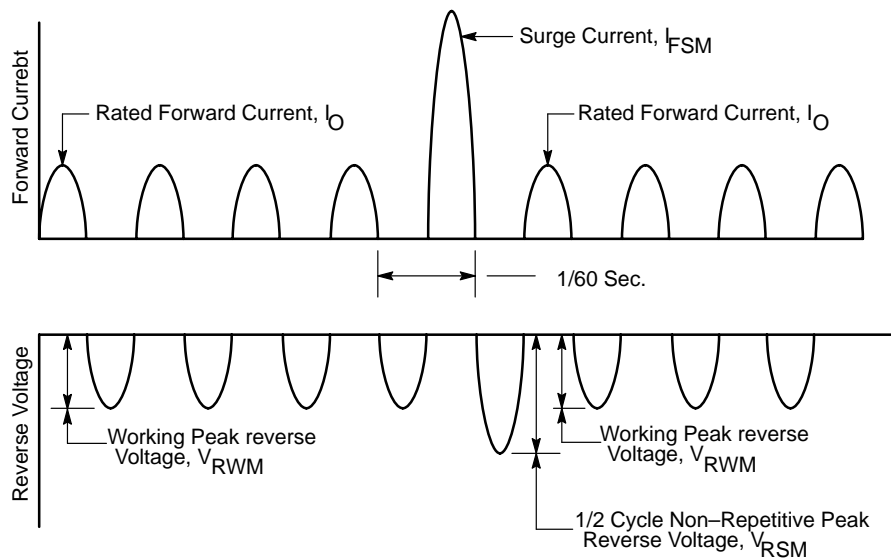 Surge Current, IFSM
Rated Forward Current, IO
Rated Forward Current, IO
Forward Currebt
1/60 Sec.
Reverse Voltage
Working Peak reverse
Voltage, VRWM
Working Peak reverse
Voltage, VRWM
1/2 Cycle Non–Repetitive Peak
Reverse Voltage, VRSM